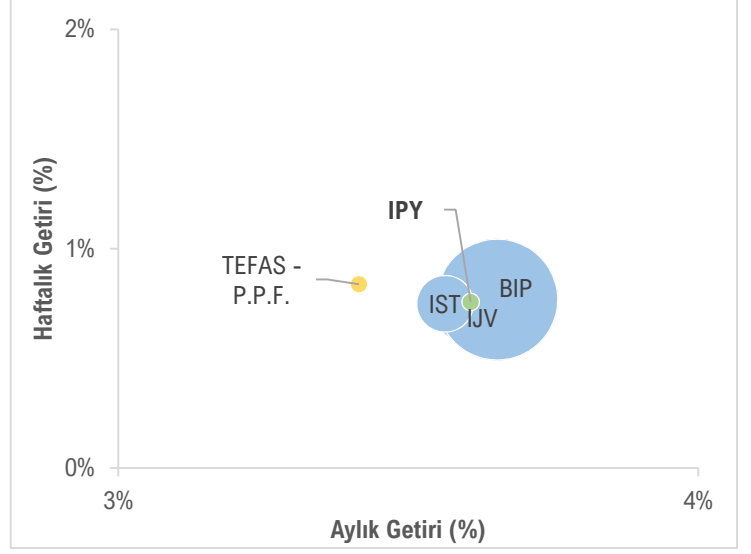 2%
Haftalık Getiri (%)
IPY
1%
TEFAS -
P.P.F.
BIP
IST
IJV
0%
3%
4%
Aylık Getiri (%)